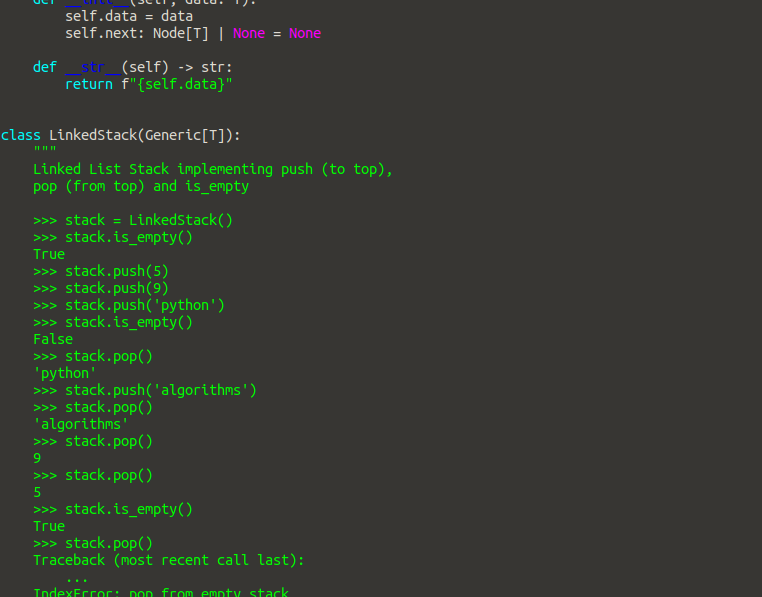 def __init__(self, data: T):
        self.data = data
        self.next: Node[T] | None = None

    def __str__(self) -> str:
        return f"{self.data}"


class LinkedStack(Generic[T]):
    """
    Linked List Stack implementing push (to top),
    pop (from top) and is_empty

    >>> stack = LinkedStack()
    >>> stack.is_empty()
    True
    >>> stack.push(5)
    >>> stack.push(9)
    >>> stack.push('python')
    >>> stack.is_empty()
    False
    >>> stack.pop()
    'python'
    >>> stack.push('algorithms')
    >>> stack.pop()
    'algorithms'
    >>> stack.pop()
    9
    >>> stack.pop()
    5
    >>> stack.is_empty()
    True
    >>> stack.pop()
    Traceback (most recent call last):
        ...
    IndexError: pop from empty stack